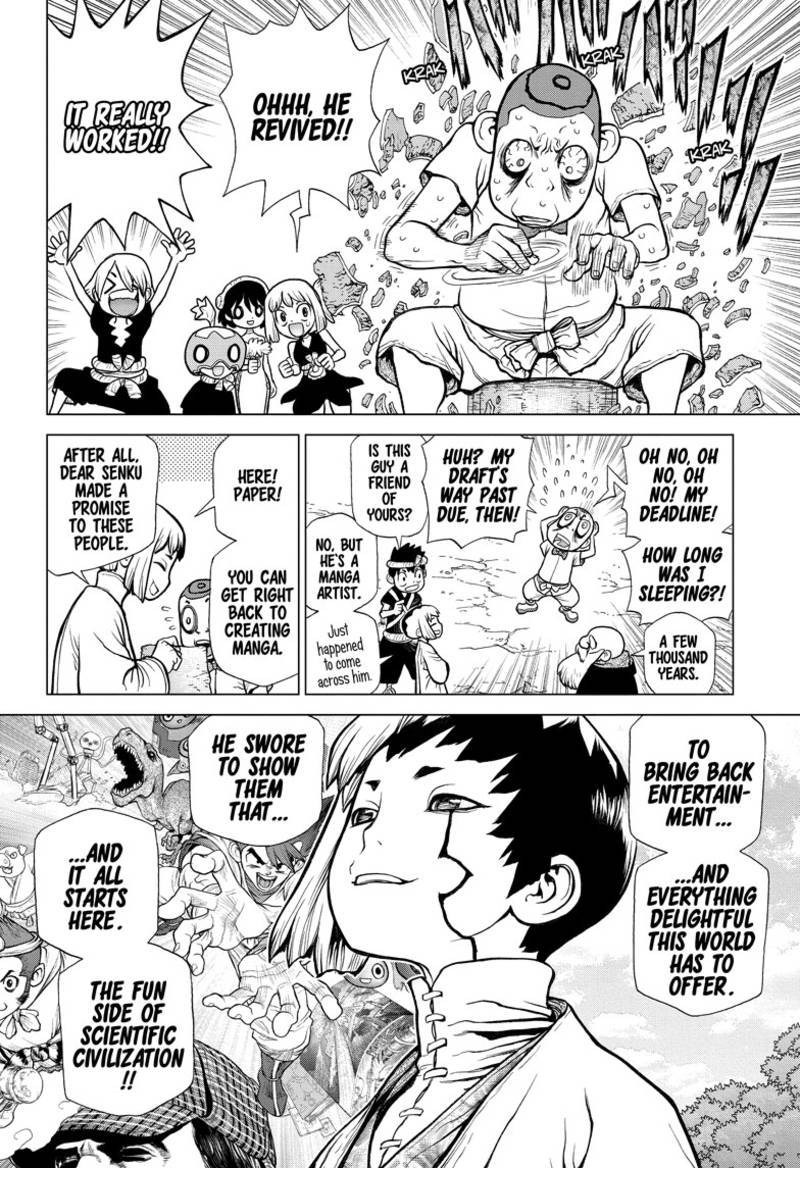 KRAK
KRAK
KRAK
OHHH, HE
REVIVED!!
IT REALLY
WORKED!!
OH NO, OH
NO, OH
NO! MY
DEADLINE!
HOW LONG
WAS I
SLEEPING?!
A FEW
THOUSAND
YEARS.
HUH? MY
DRAFT'S
WAY PAST
DUE, THEN!
IS THIS
GUY A
FRIEND
OF
YOURS?
NO, BUT
HE'S A
MANGA
ARTIST.
Just
happened
to come
across him.
HERE!
PAPER!
YOU CAN
GET RIGHT
BACK TO
CREATING
MANGA.
AFTER ALL,
DEAR SENKU
MADE A
PROMISE
TO THESE
PEOPLE.
TO
BRING BACK
ENTERTAIN-
MENT...
...AND
EVERYTHING
DELIGHTFUL
THIS WORLD
HAS TO
OFFER.
HE SWORE
TO SHOW
THEM
THAT...
...AND
IT ALL
STARTS
HERE.
THE FUN
SIDE OF
SCIENTIFIC
CIVILIZATION
!!